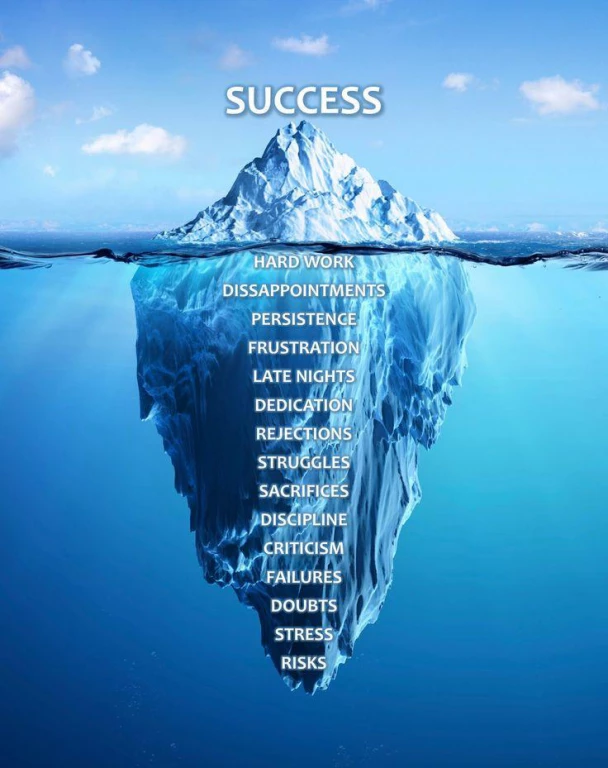 SUCCESS
HARD WORK
DISSAPPOINTMENTS
PERSISTENCE
FRUSTRATION
LATE NIGHTS
DEDICATION
REJECTIONS
STRUGGLES
SACRIFICES
DISCIPLINE
CRITICISM
FAILURES
DOUBTS
STRESS
RISKS